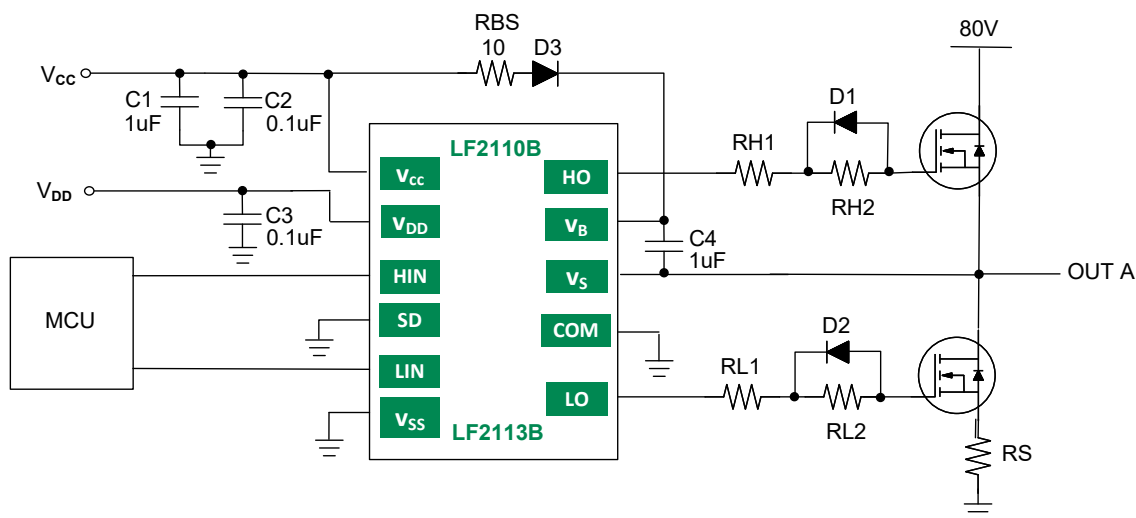 RBS
10
D3
80V
VCC
C1
1uF
C2
0.1uF
D1
LF2110B
RH1
RH2
VCC
HO
VDD
C3
0.1uF
VDD
VB
C4
1uF
HIN
VS
OUT A
MCU
SD
COM
D2
LIN
RL1
RL2
LO
VSS
LF2113B
RS